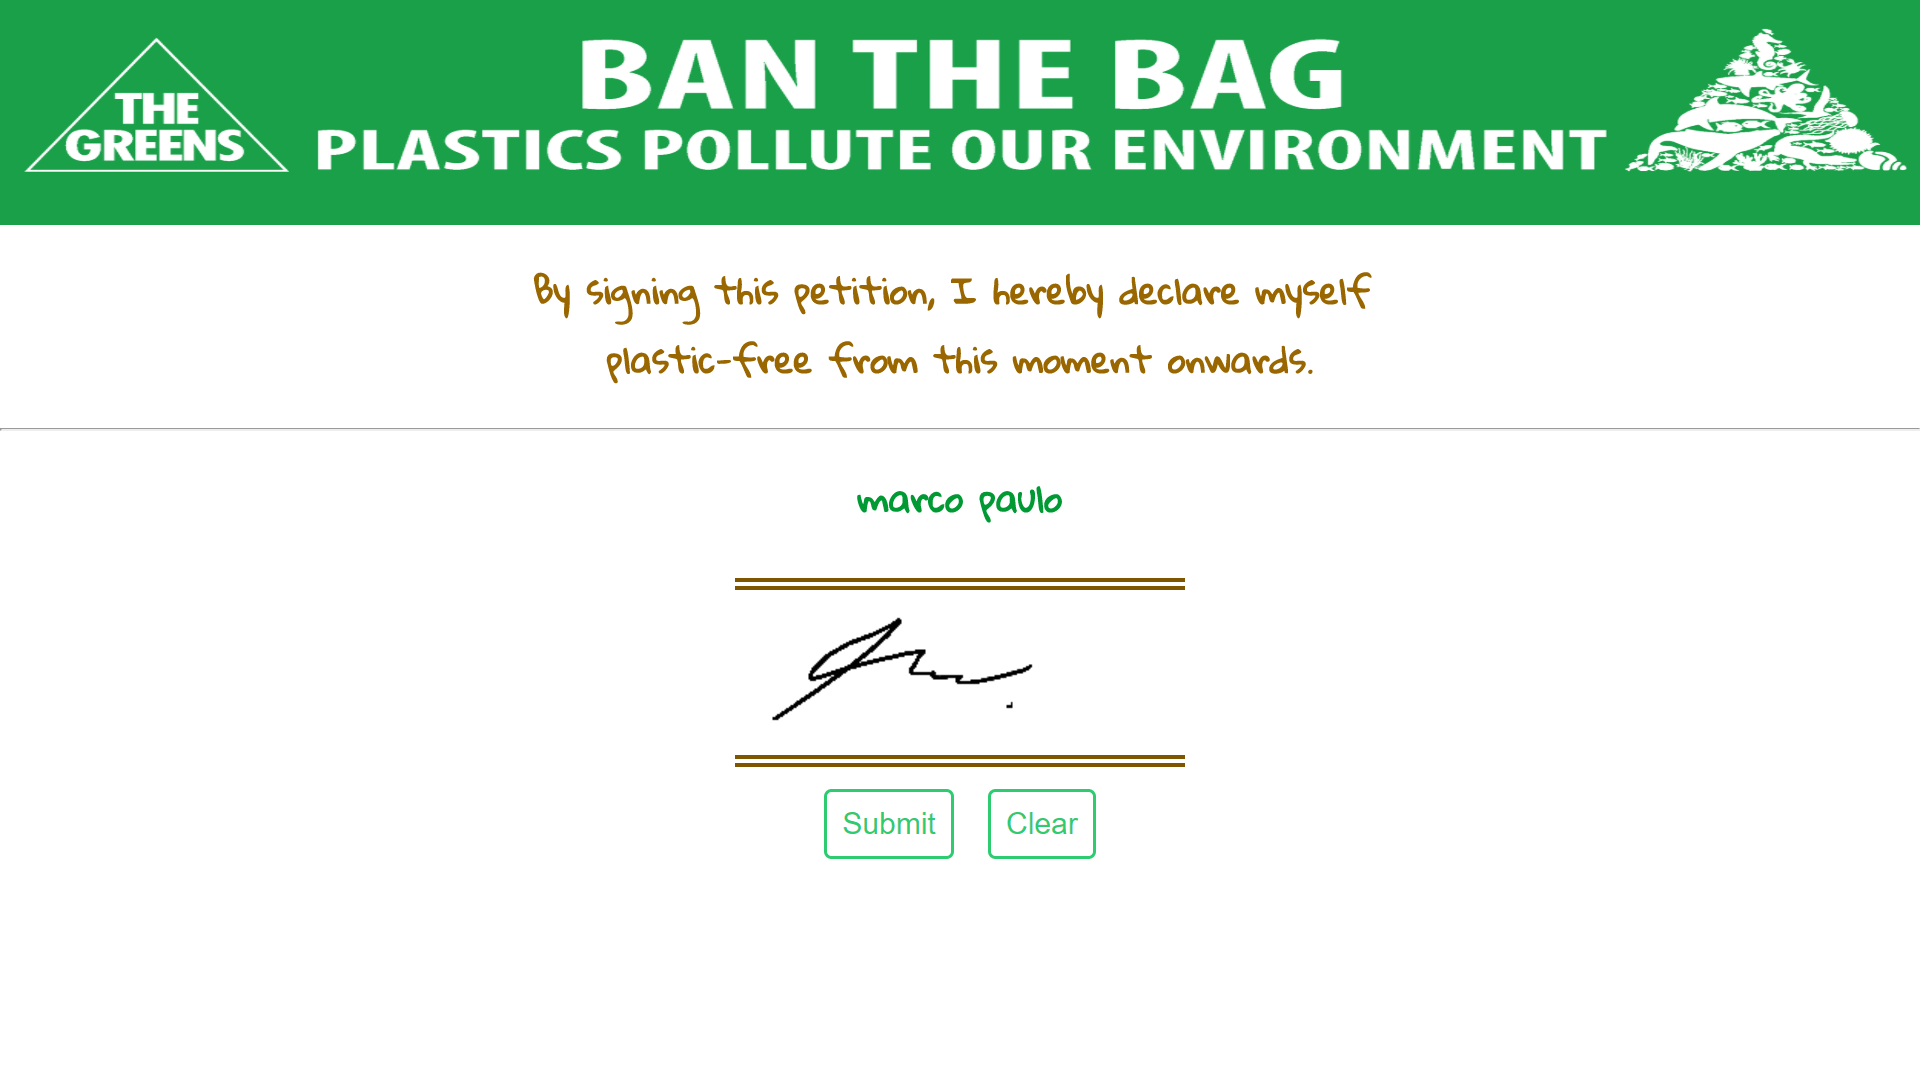 THE
GREENS
BAN THE BAG
PLASTICS POLLUTE OUR ENVIRONMENT
By signing this petition, I hereby declare myself
plastic-free from this moment onwards.
marco paulo
Submit
Clear